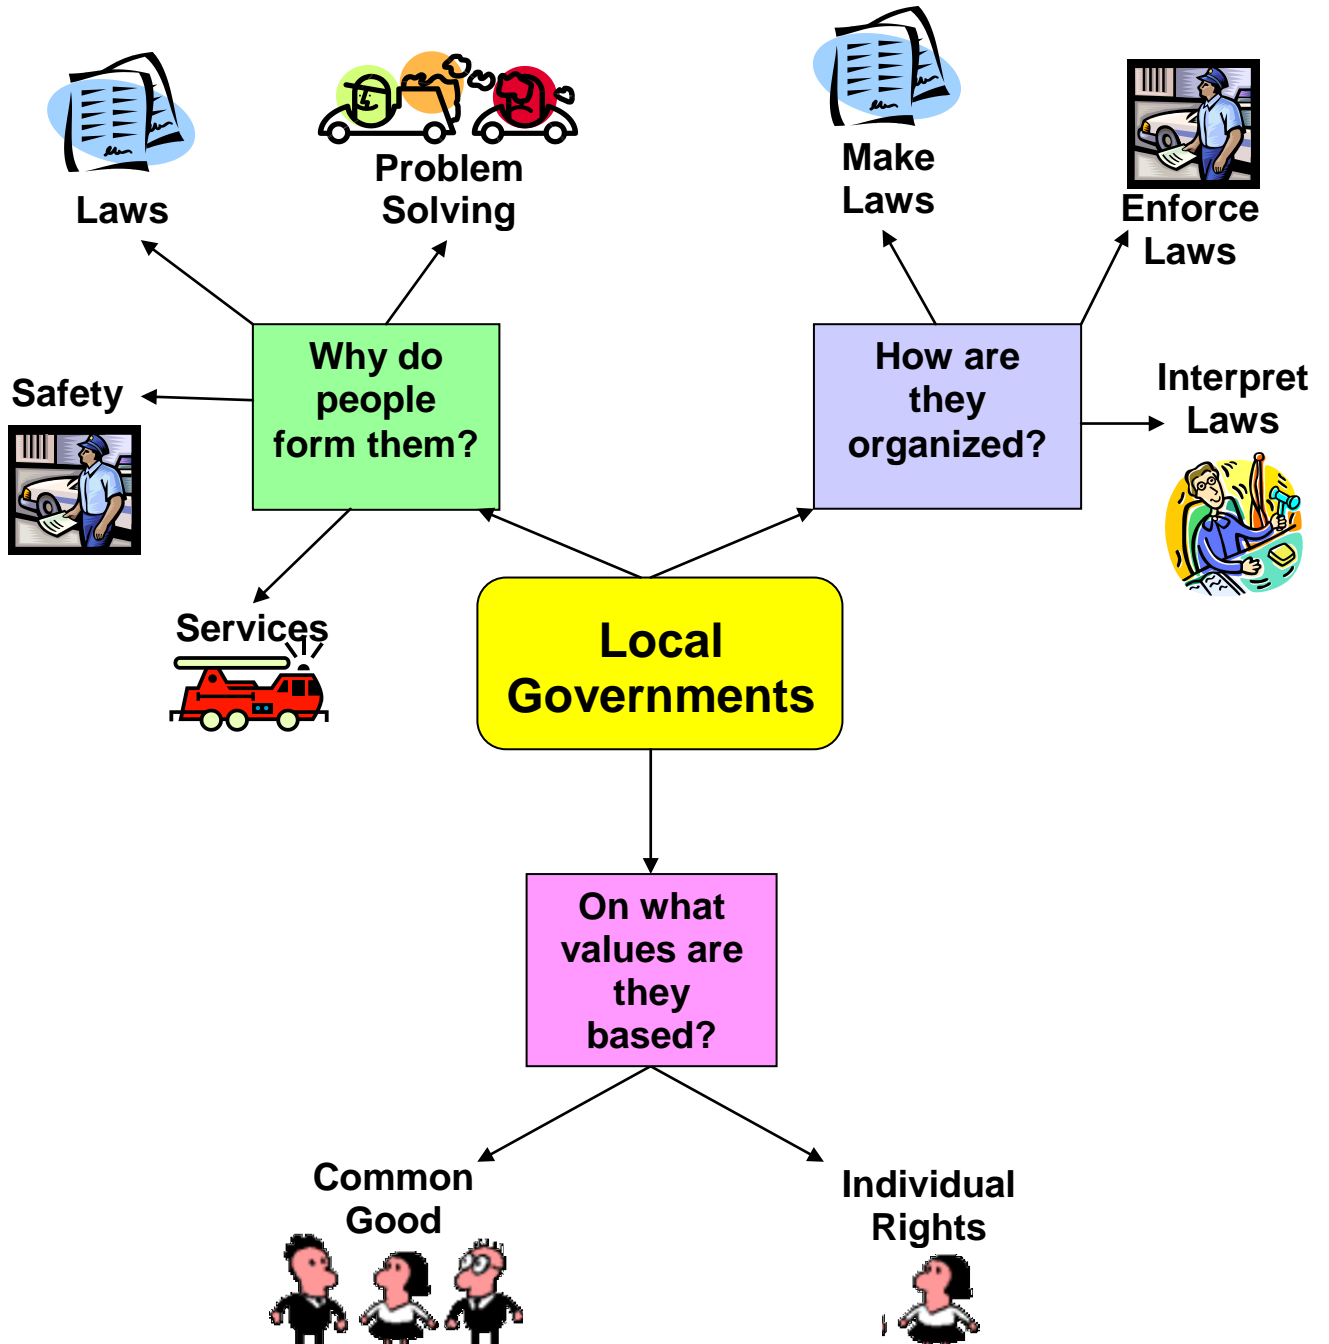 Laws
Problem
Solving
Make
Laws
Enforce
Laws
Why do
people
form them?
How are
they
organized?
Safety
Interpret
Laws
Services
Local
Governments
On what
values are
they
based?
Common
Good
Individual
Rights